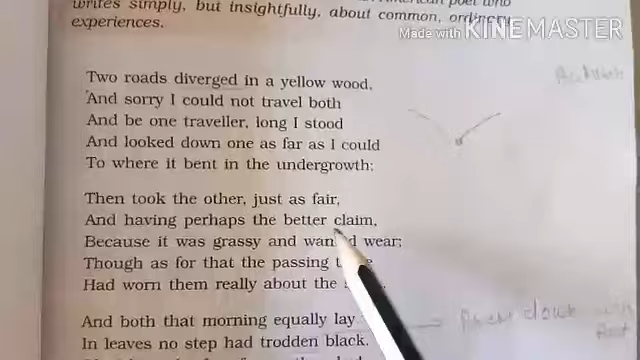 writes simply, but insightfully, about common, ordinary
experiences.
Made with KINEMASTER
Two roads diverged in a yellow wood,
And sorry I could not travel both
And be one traveller, long I stood
And looked down one as far as I could
To where it bent in the undergrowth;
Then took the other, just as fair,
And having perhaps the better claim,
Because it was grassy and wear;
Though as for that the passing
Had worn them really about the
And both that morning equally lay
In leaves no step had trodden black.